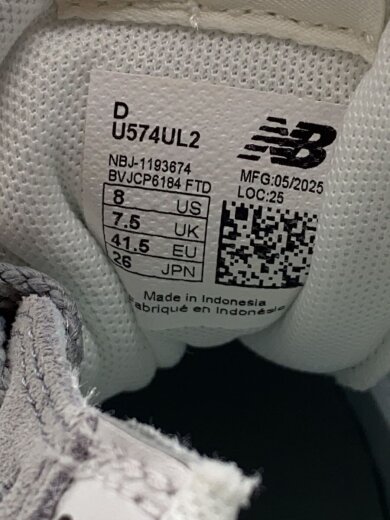 D
U574UL2
NB
NBJ-1193674
BVJCP6184 FTD
MFG:05/2025
LOC:25
8 US
7.5 UK
41.5 EU
26 JPN
Made in Indonesia
Fabriqué en Indonésie